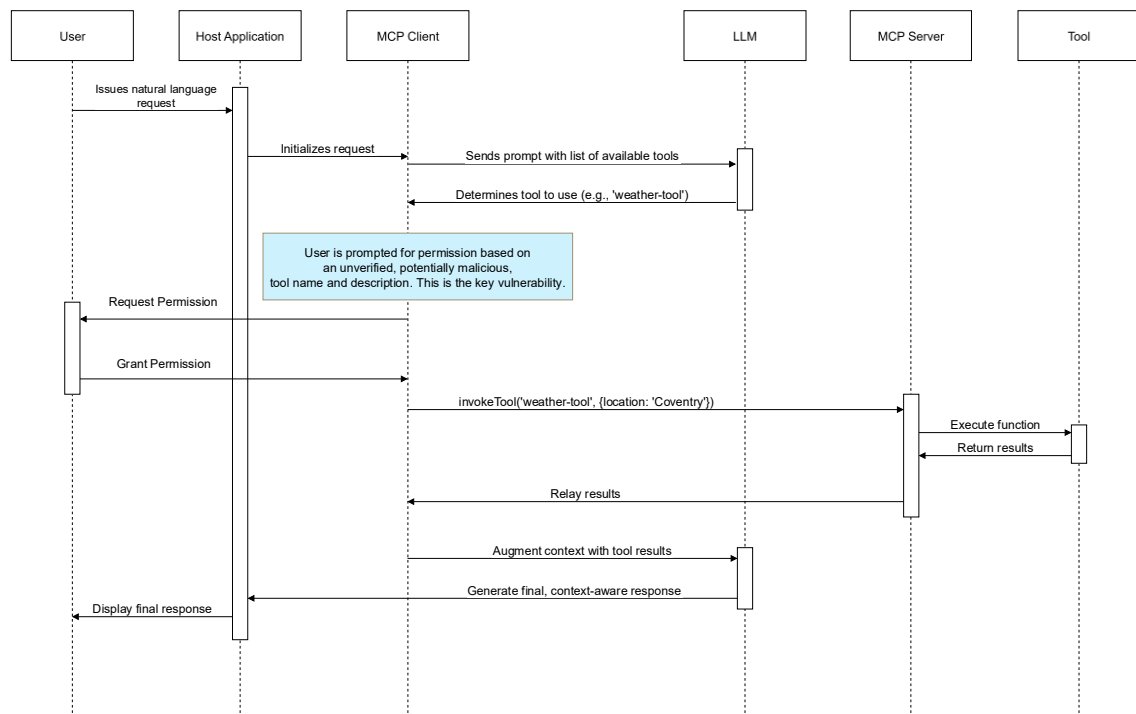 User
Host Application
MCP Client
LLM
MCP Server
Tool
Issues natural language
request
Initializes request
Sends prompt with list of available tools
Determines tool to use (e.g., 'weather-tool')
User is prompted for permission based on
an unverified, potentially malicious,
tool name and description. This is the key vulnerability.
Request Permission
Grant Permission
invokeTool('weather-tool', {location: 'Coventry'})
Execute function
Return results
Relay results
Augment context with tool results
Generate final, context-aware response
Display final response